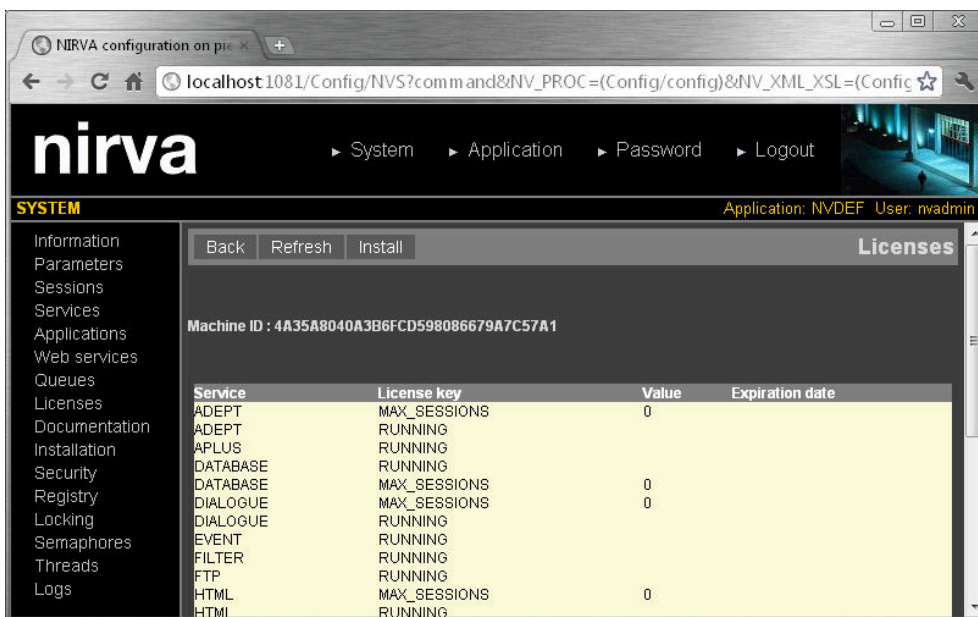 NIRVA configuration on pie
localhost:1081/Config/NVS?command&NV_PROC=(Config/config)&NV_XML_XSL=(Config
nirva
System Application Password Logout
SYSTEM
Application: NVDEF User: nvadmin
Information
Parameters
Sessions
Services
Applications
Web services
Queues
Licenses
Documentation
Installation
Security
Registry
Locking
Semaphores
Threads
Logs
Back Refresh Install Licenses
Machine ID : 4A35A8040A3B6FCD598086679A7C57A1
Service License key Value Expiration date
ADEPT MAX_SESSIONS 0
ADEPT RUNNING
APLUS RUNNING
DATABASE RUNNING
DATABASE MAX_SESSIONS 0
DIALOGUE MAX_SESSIONS 0
DIALOGUE RUNNING
EVENT RUNNING
FILTER RUNNING
FTP RUNNING
HTML MAX_SESSIONS 0
HTML RUNNING